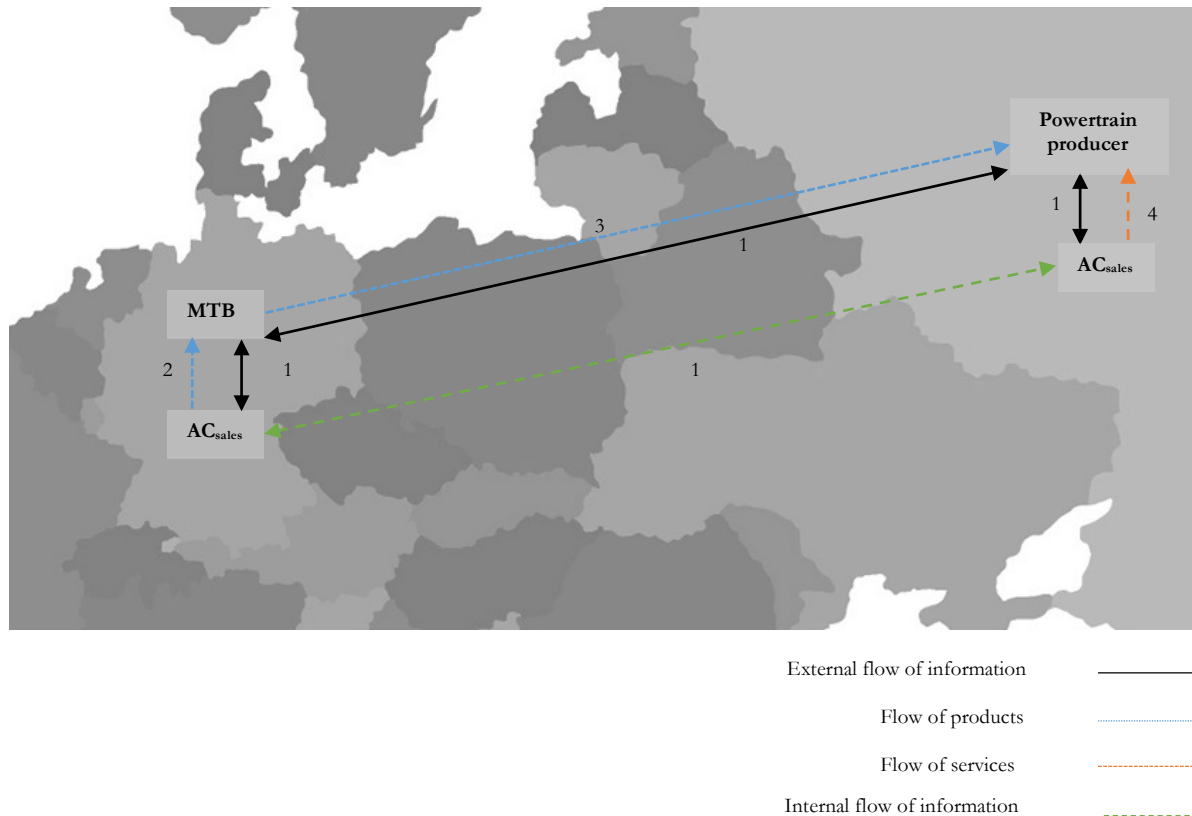 Powertrain
producer
1
4
3
1
ACsales
MTB
2
1
1
ACsales
External flow of information
Flow of products
Flow of services
Internal flow of information